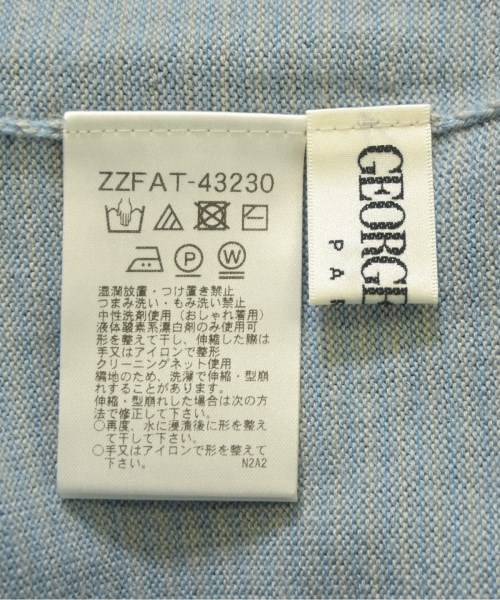 ZZFAT-43230
P
W
湿潤放置・つけ置き禁止
つまみ洗い・もみ洗い禁止
中性洗剤使用(おしゃれ着用)
液体酸素系漂白剤のみ使用可
形を整えて干し、伸縮した際は
手又はアイロンで整形
クリーニングネット使用
編地のため、洗濯で伸縮・型崩
れすることがあります。
伸縮・型崩れした場合は次の方
法で修正して下さい。
○再度、水に浸漬後に形を整え
て干して下さい。
○手又はアイロンで形を整えて
下さい。 N2A2
GEORGE
PAR